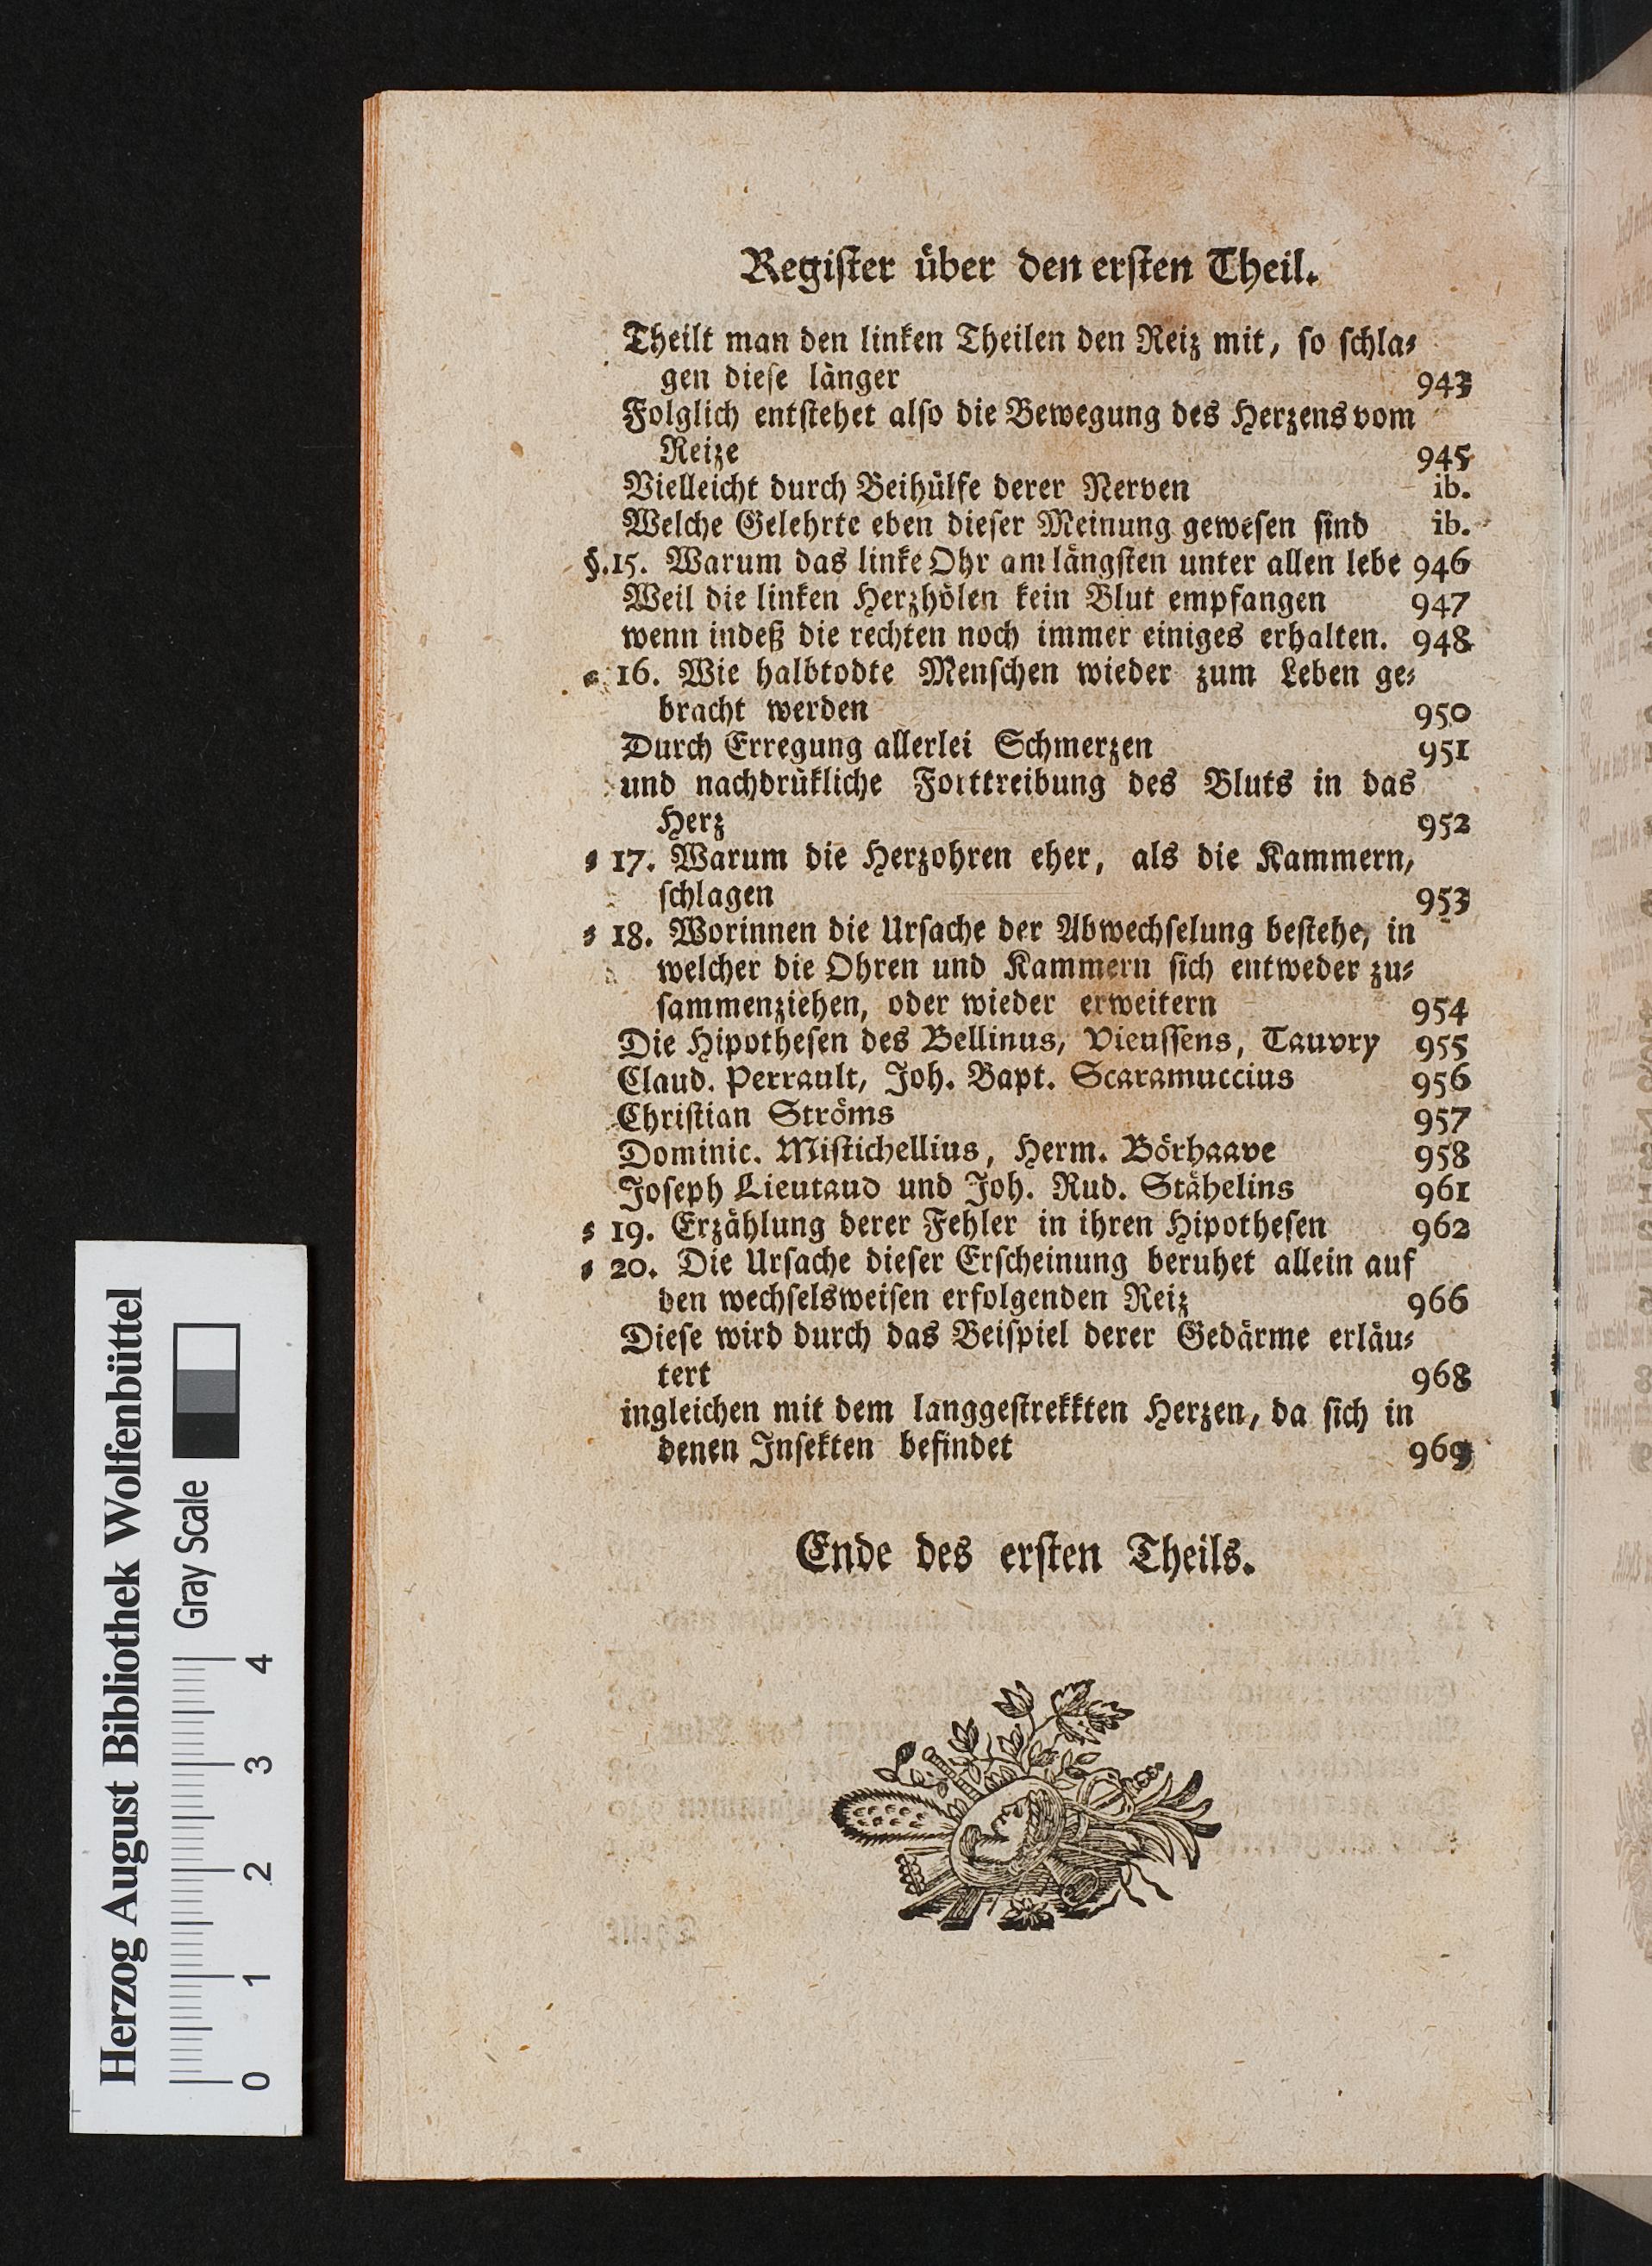 Register über den ersten Theil.
Theilt man den linken Theilen den Reiz mit, so schla⸗
gen diese länger 943
Folglich entstehet also die Bewegung des Herzens vom
Reize 945
Vielleicht durch Beihülfe derer Nerven ib.
Welche Gelehrte eben dieser Meinung gewesen sind ib.
§.15. Warum das linke Ohr am längsten unter allen lebe 946
Weil die linken Herzhölen kein Blut empfangen 947
wenn indeß die rechten noch immer einiges erhalten. 948
⸗ 16. Wie halbtodte Menschen wieder zum Leben ge⸗
bracht werden 950
Durch Erregung allerlei Schmerzen 951
und nachdrükliche Forttreibung des Bluts in das
Herz 952
⸗ 17. Warum die Herzohren eher, als die Kammern,
schlagen 953
⸗ 18. Worinnen die Ursache der Abwechselung bestehe, in
welcher die Ohren und Kammern sich entweder zu⸗
sammenziehen, oder wieder erweitern 954
Die Hipothesen des Bellinus, Vieussens, Tauvry 955
Claud. Perrault, Joh. Bapt. Scaramuccius 956
Christian Ströms 957
Dominic. Mistichellius, Herm. Börhaave 958
Joseph Lieutaud und Joh. Rud. Stähelins 961
⸗ 19. Erzählung derer Fehler in ihren Hipothesen 962
⸗ 20. Die Ursache dieser Erscheinung beruhet allein auf
den wechselsweisen erfolgenden Reiz 966
Diese wird durch das Beispiel derer Gedärme erläu⸗
tert 968
ingleichen mit dem langgestrekkten Herzen, da sich in
denen Insekten befindet 969
Ende des ersten Theils.
Herzog August Bibliothek Wolfenbüttel
Gray Scale
0 1 2 3 4